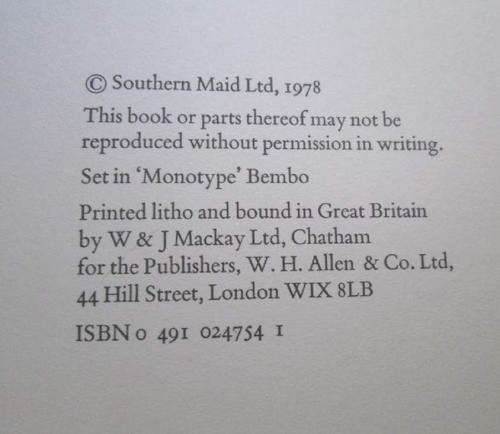 © Southern Maid Ltd, 1978
This book or parts thereof may not be
reproduced without permission in writing.
Set in ‘Monotype’ Bembo
Printed litho and bound in Great Britain
by W & J Mackay Ltd, Chatham
for the Publishers, W. H. Allen & Co. Ltd,
44 Hill Street, London WIX 8LB
ISBN 0 491 024754 1